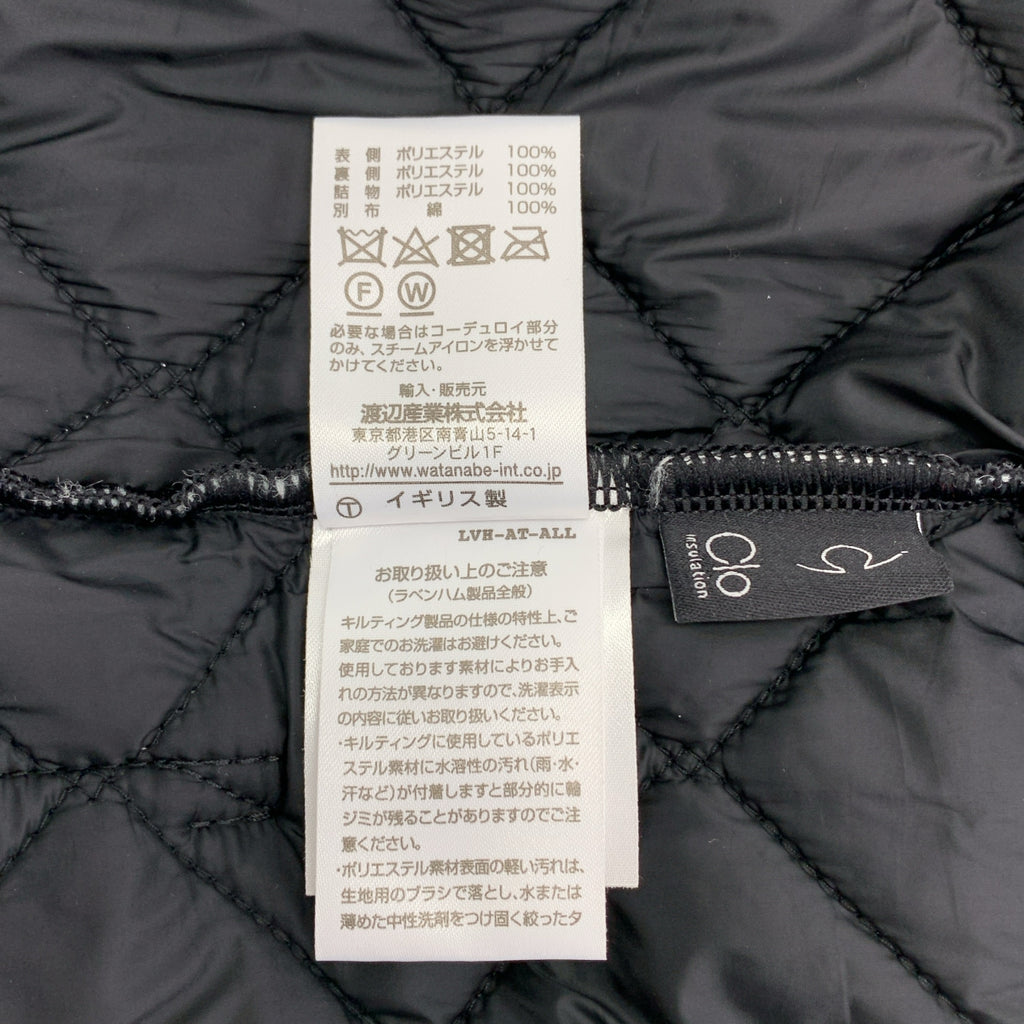 表側 ポリエステル 100%
裏側 ポリエステル 100%
詰物 ポリエステル 100%
別布 綿 100%
F W
必要な場合はコーデュロイ部分
のみ、スチームアイロンを浮かせて
かけてください。
輸入・販売元
渡辺産業株式会社
東京都港区南青山5-14-1
グリーンビル1F
http://www.watanabe-int.co.jp
T イギリス製
LVH-AT-ALL
お取り扱い上のご注意
(ラベンハム製品全般)
キルティング製品の仕様の特性上、ご
家庭でのお洗濯はお避けください。
使用しております素材によりお手入
れの方法が異なりますので、洗濯表示
の内容に従いお取り扱いください。
・キルティングに使用しているポリエ
ステル素材に水溶性の汚れ(雨・水・
汗など)が付着しますと部分的に輪
ジミが残ることがありますのでご注
意ください。
・ポリエステル素材表面の軽い汚れは、
生地用のブラシで落とし、水または
薄めた中性洗剤をつけ固く絞ったタ
Clo
insulation